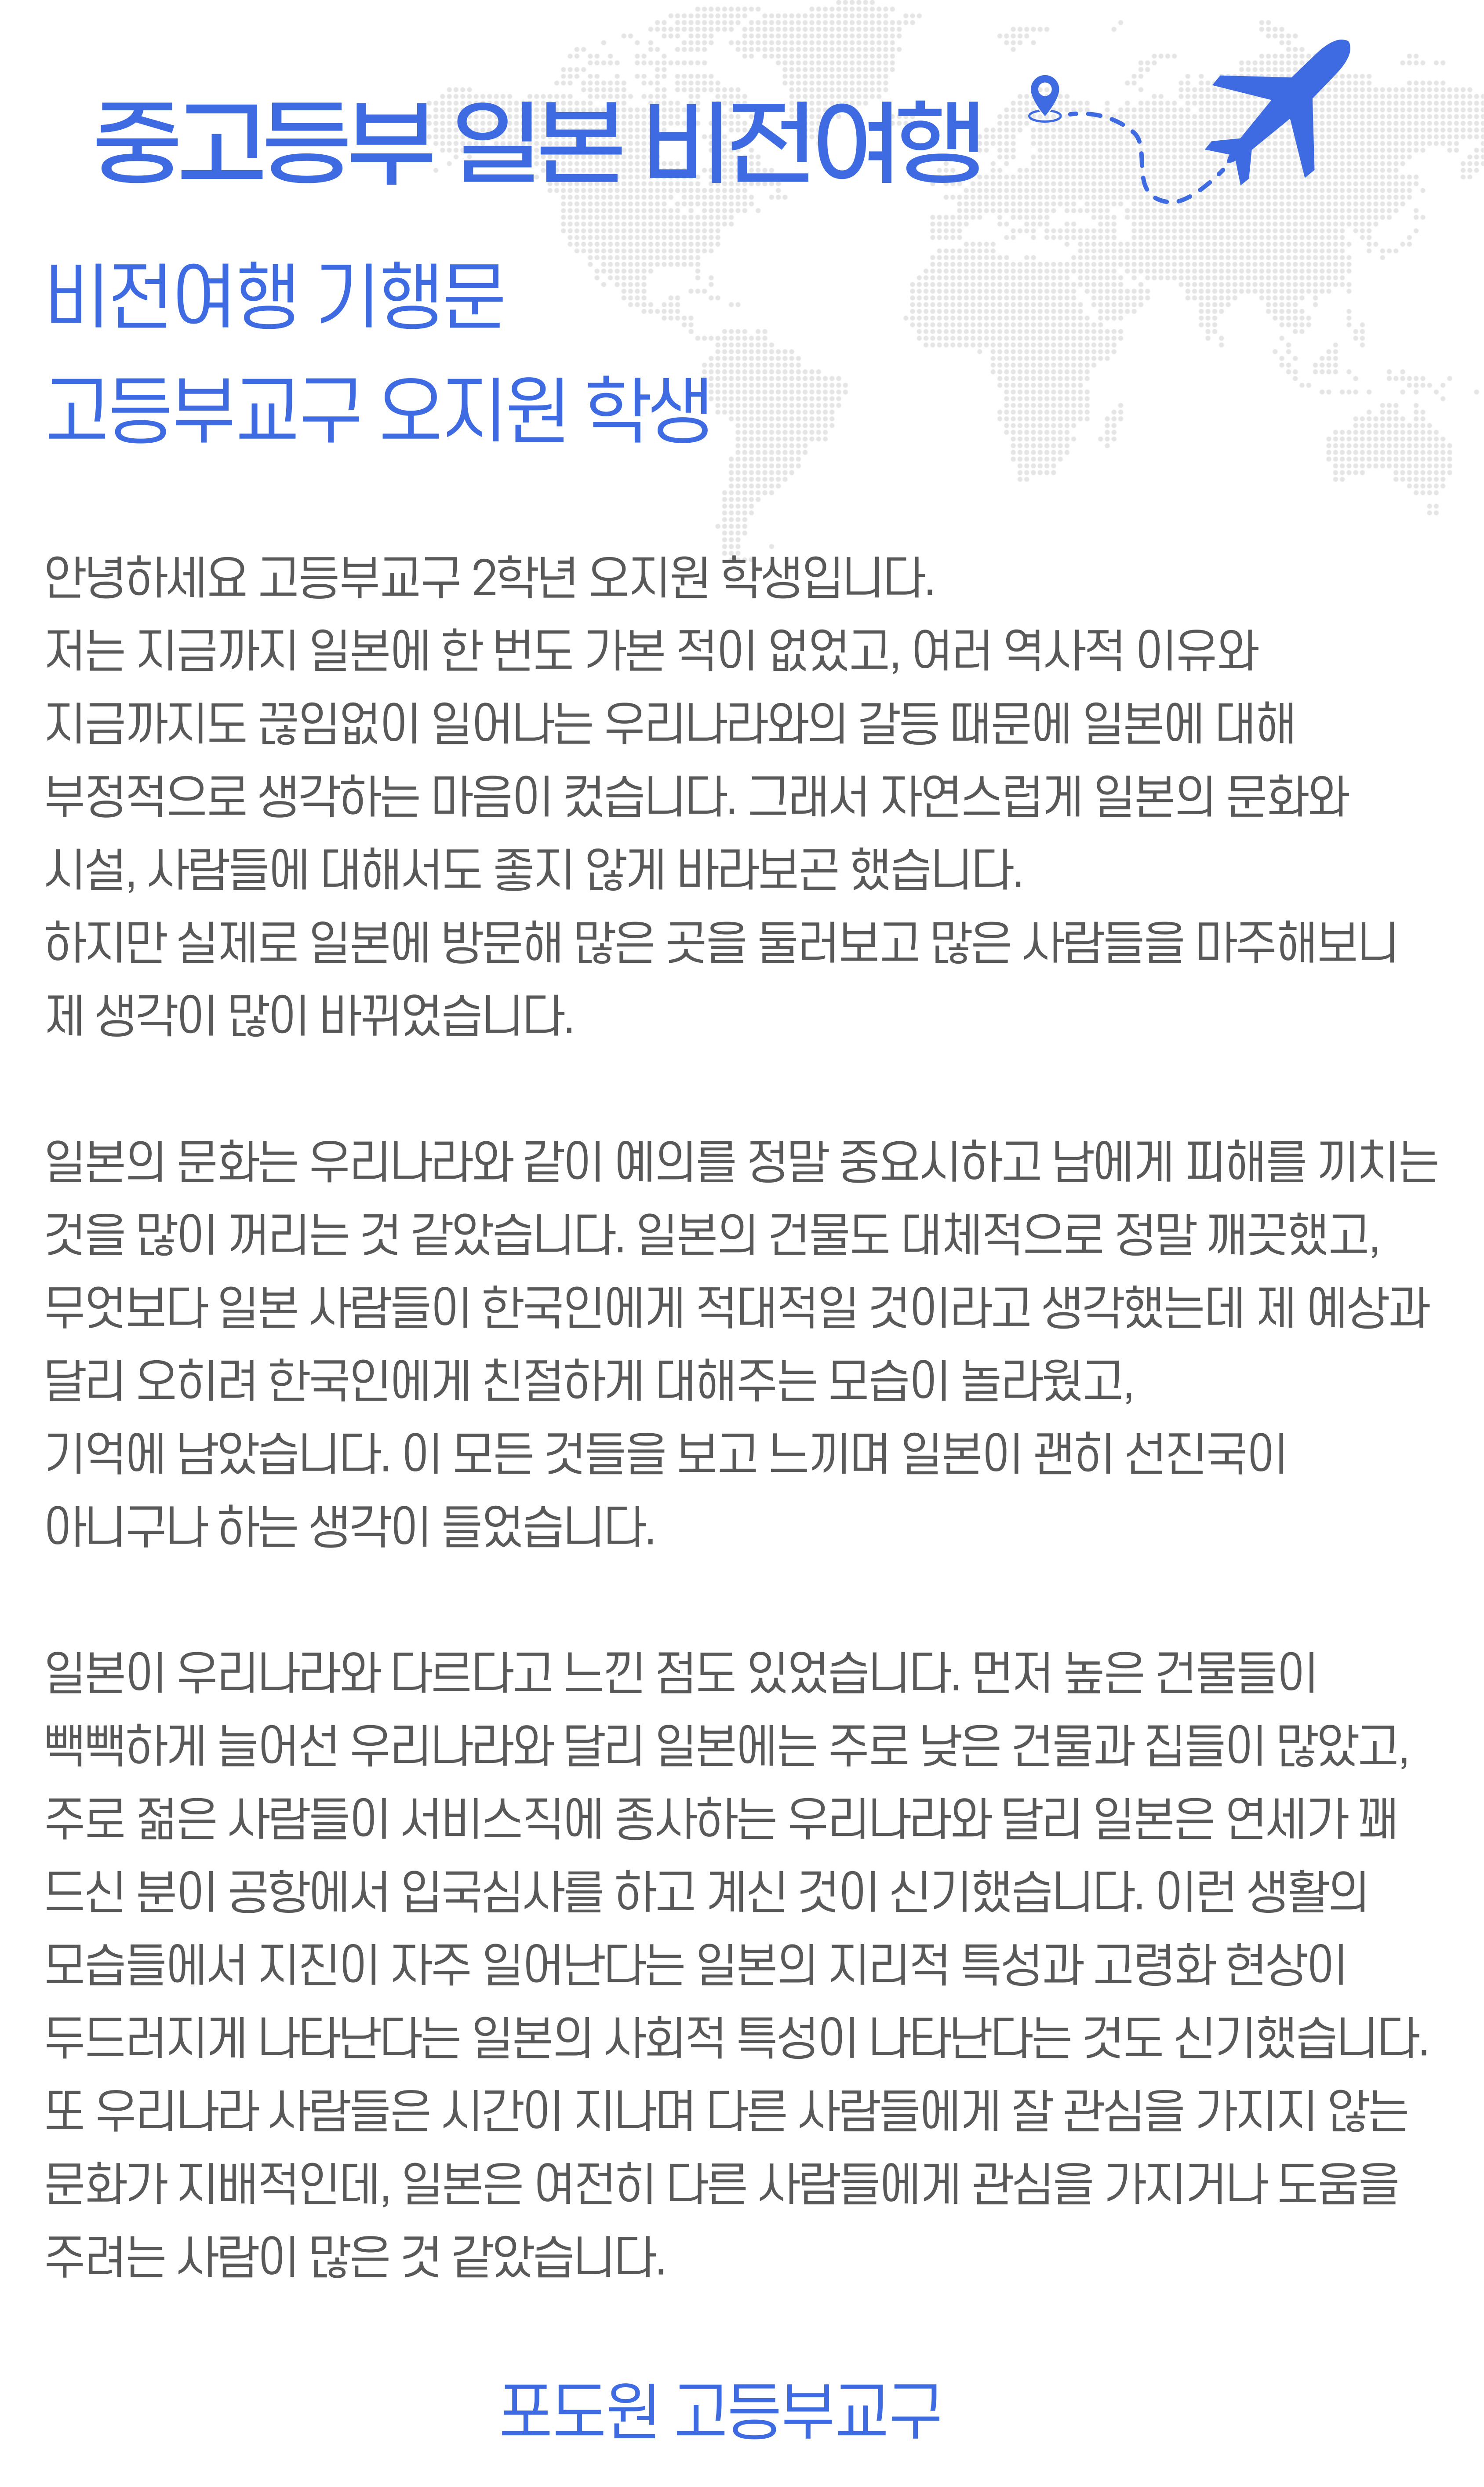 중고등부 일본 비전여행
비전여행 기행문
고등부교구 오지원 학생
안녕하세요 고등부교구 2학년 오지원 학생입니다.
저는 지금까지 일본에 한 번도 가본 적이 없었고, 여러 역사적 이유와
지금까지도 끊임없이 일어나는 우리나라와의 갈등 때문에 일본에 대해
부정적으로 생각하는 마음이 컸습니다. 그래서 자연스럽게 일본의 문화와
시설, 사람들에 대해서도 좋지 않게 바라보곤 했습니다.
하지만 실제로 일본에 방문해 많은 곳을 둘러보고 많은 사람들을 마주해보니
제 생각이 많이 바뀌었습니다.
일본의 문화는 우리나라와 같이 예의를 정말 중요시하고 남에게 피해를 끼치는
것을 많이 꺼리는 것 같았습니다. 일본의 건물도 대체적으로 정말 깨끗했고,
무엇보다 일본 사람들이 한국인에게 적대적일 것이라고 생각했는데 제 예상과
달리 오히려 한국인에게 친절하게 대해주는 모습이 놀라웠고,
기억에 남았습니다. 이 모든 것들을 보고 느끼며 일본이 괜히 선진국이
아니구나 하는 생각이 들었습니다.
일본이 우리나라와 다르다고 느낀 점도 있었습니다. 먼저 높은 건물들이
빽빽하게 늘어선 우리나라와 달리 일본에는 주로 낮은 건물과 집들이 많았고,
주로 젊은 사람들이 서비스직에 종사하는 우리나라와 달리 일본은 연세가 꽤
드신 분이 공항에서 입국심사를 하고 계신 것이 신기했습니다. 이런 생활의
모습들에서 지진이 자주 일어난다는 일본의 지리적 특성과 고령화 현상이
두드러지게 나타난다는 일본의 사회적 특성이 나타난다는 것도 신기했습니다.
또 우리나라 사람들은 시간이 지나며 다른 사람들에게 잘 관심을 가지지 않는
문화가 지배적인데, 일본은 여전히 다른 사람들에게 관심을 가지거나 도움을
주려는 사람이 많은 것 같았습니다.
포도원 고등부교구